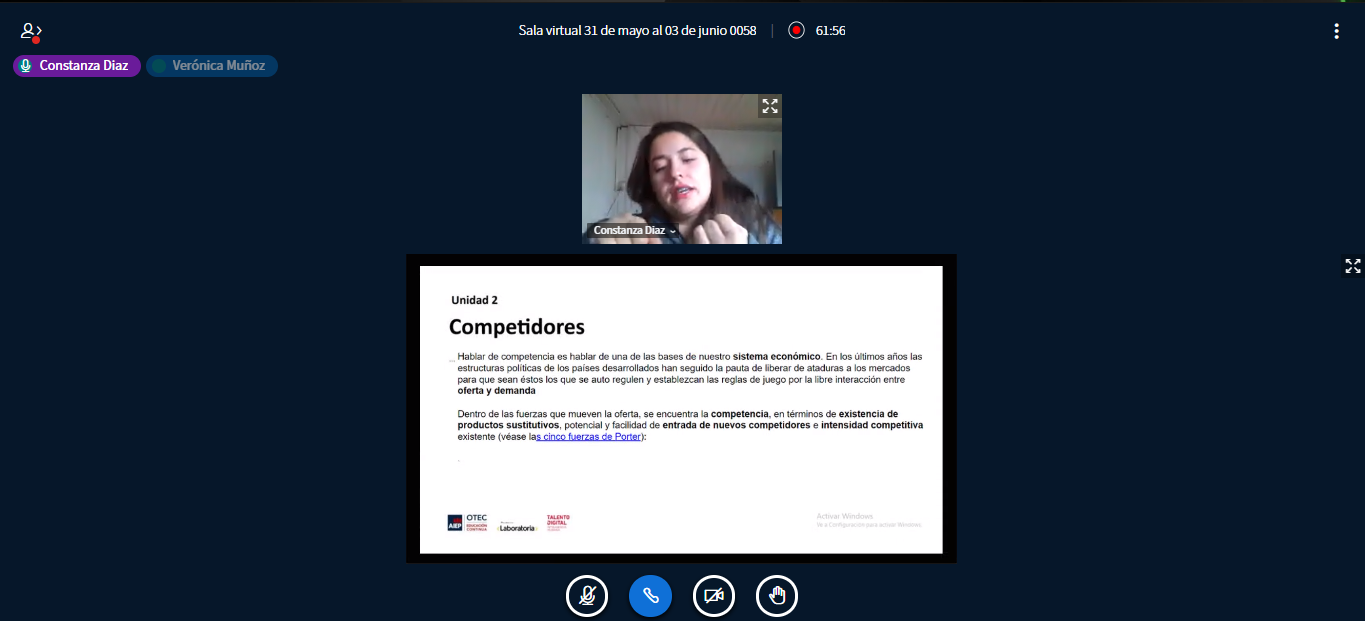 Sala virtual 31 de mayo al 03 de junio 0058
61:56
Constanza Diaz
Verónica Muñoz
Constanza Diaz
Unidad 2
Competidores
Hablar de competencia es hablar de una de las bases de nuestro sistema económico. En los últimos años las
estructuras políticas de los países desarrollados han seguido la pauta de liberar de ataduras a los mercados
para que sean éstos los que se auto regulen y establezcan las reglas de juego por la libre interacción entre
oferta y demanda
Dentro de las fuerzas que mueven la oferta, se encuentra la competencia, en términos de existencia de
productos sustitutivos, potencial y facilidad de entrada de nuevos competidores e intensidad competitiva
existente (véase las cinco fuerzas de Porter):
AIEP
OTEC
EDUCACIÓN
CONTINUA
Laboratoria
TALENTO
DIGITAL
Activar Windows
Ve a Configuración para activar Windows.